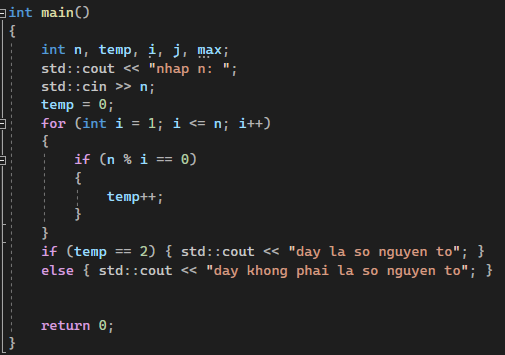 int main()
{
    int n, temp, i, j, max;
    std::cout << "nhap n: ";
    std::cin >> n;
    temp = 0;
    for (int i = 1; i <= n; i++)
    {
        if (n % i == 0)
        {
            temp++;
        }
    }
    if (temp == 2) { std::cout << "day la so nguyen to"; }
    else { std::cout << "day khong phai la so nguyen to"; }
    return 0;
}